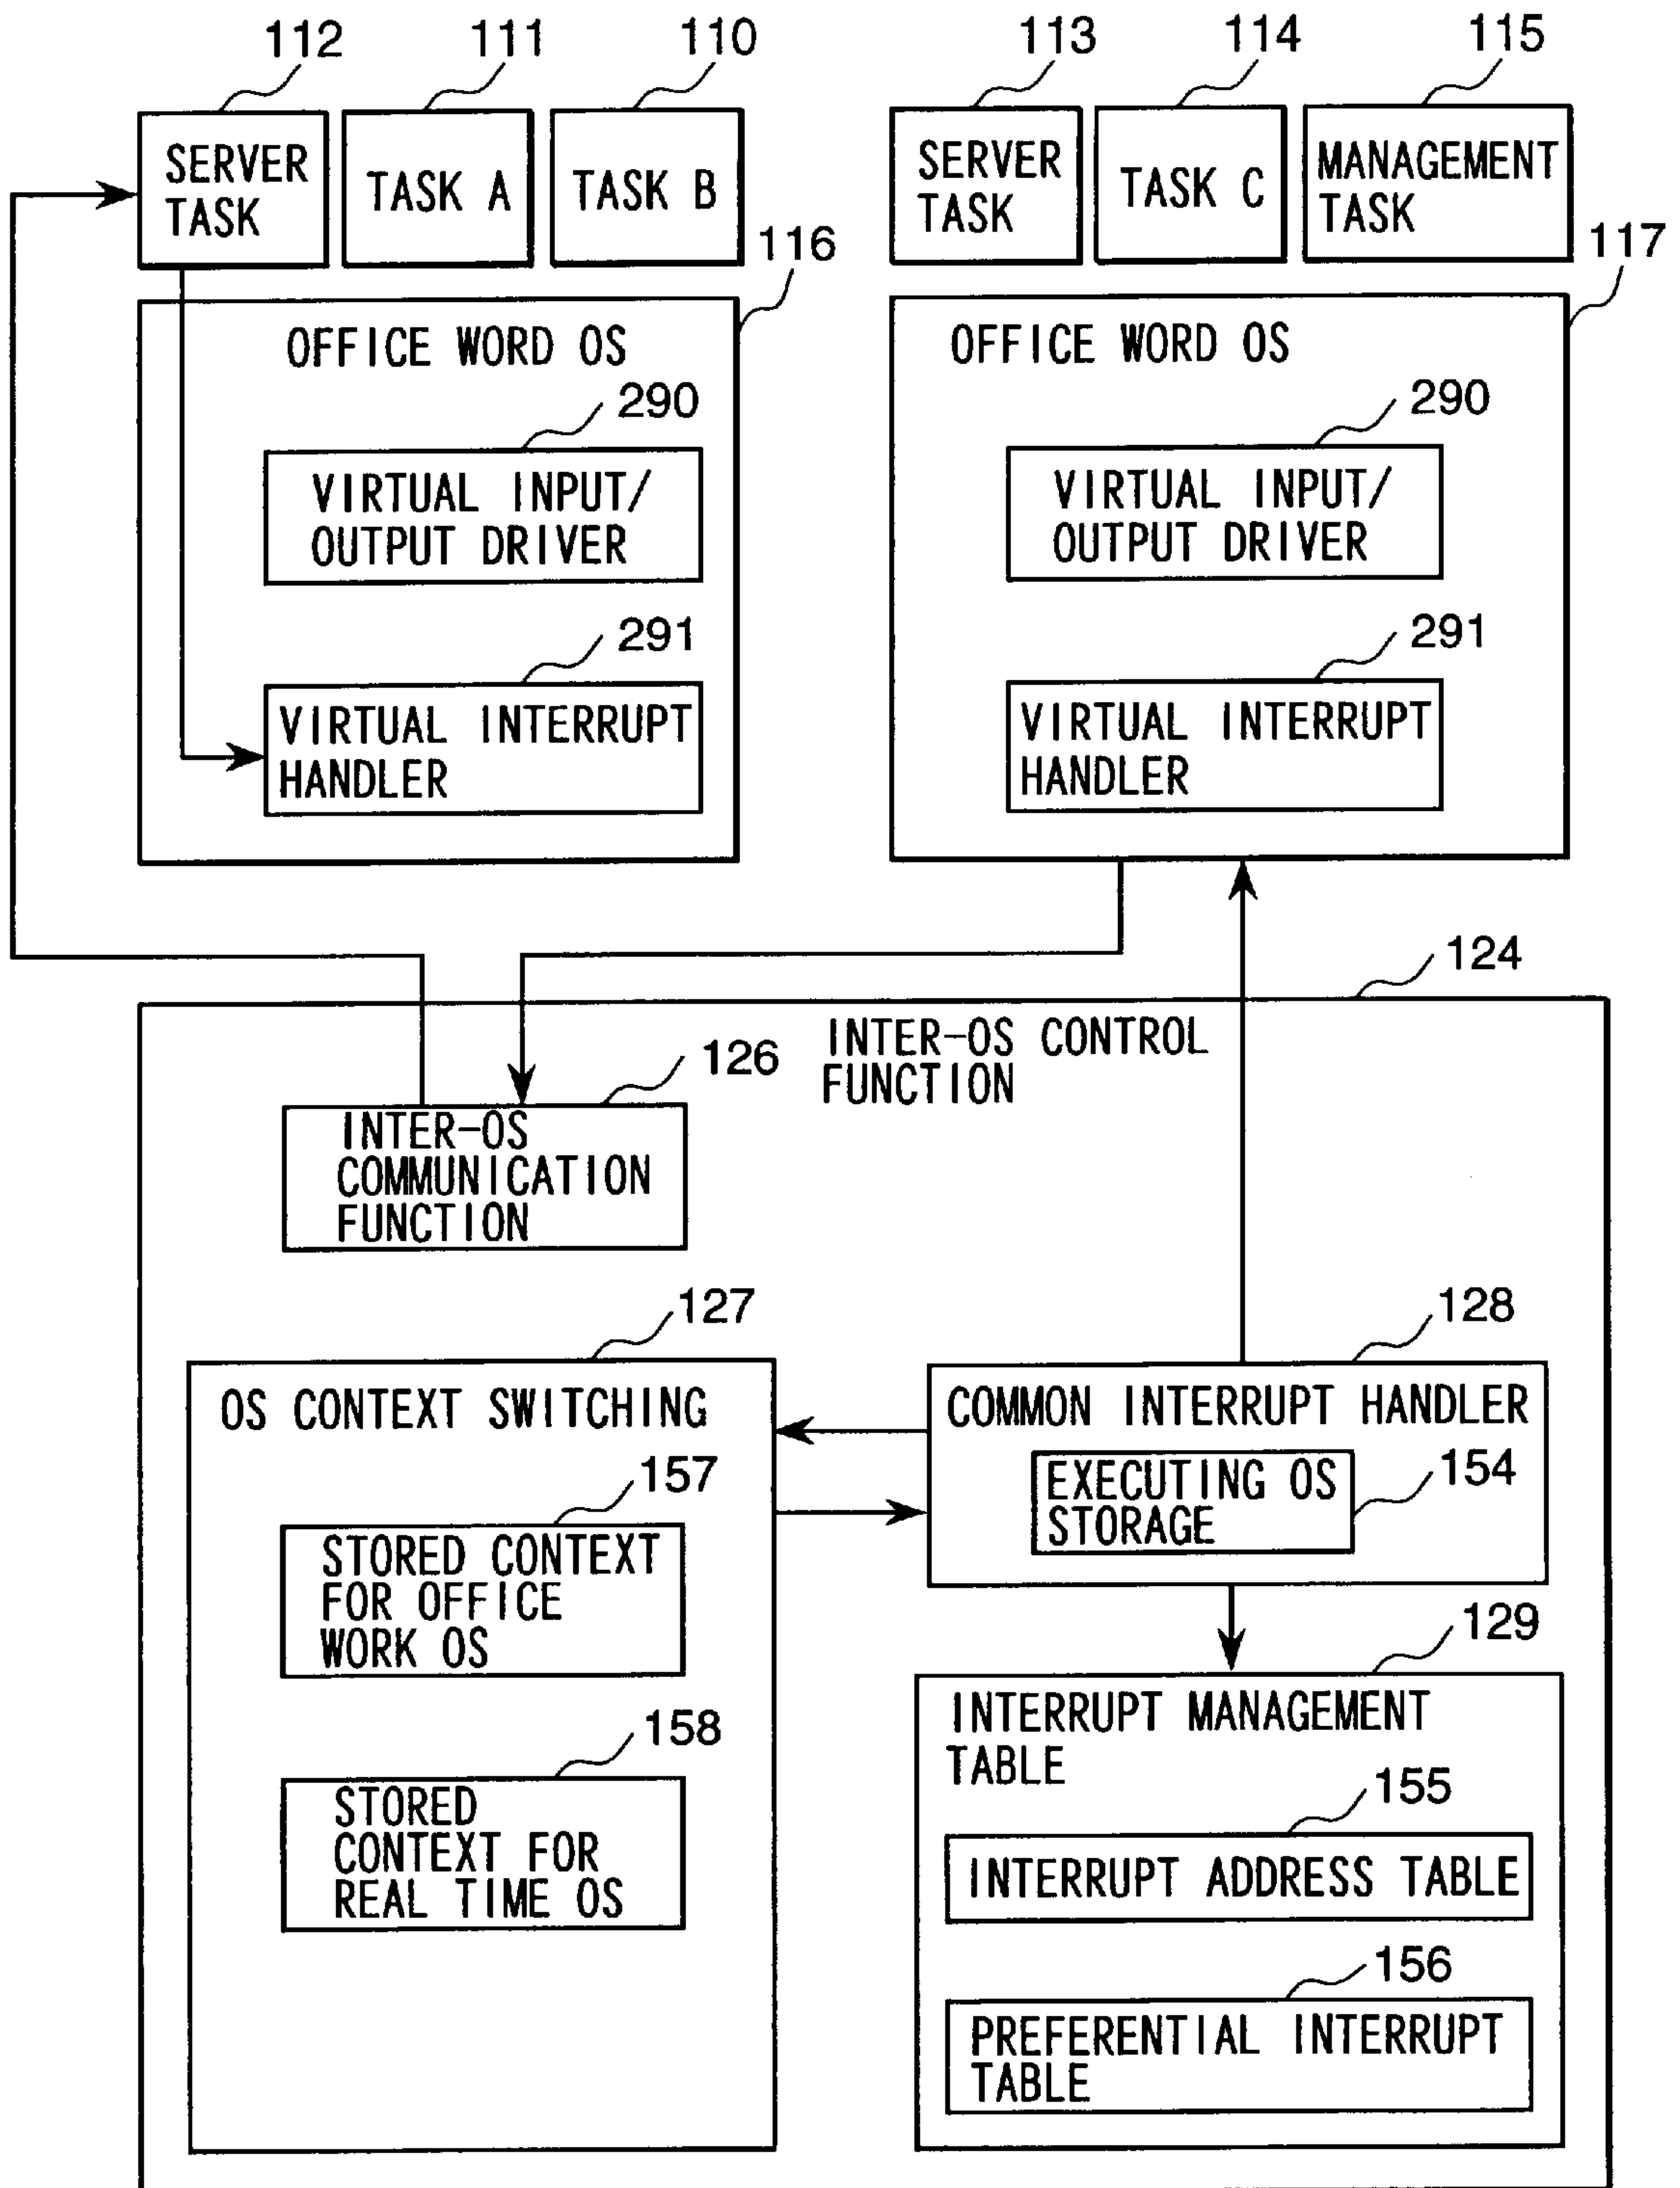 112
111
110
113
114
115
SERVER
TASK
TASK A
TASK B
SERVER
TASK
TASK C
MANAGEMENT
TASK
116
117
OFFICE WORD OS
290
VIRTUAL INPUT/
OUTPUT DRIVER
291
VIRTUAL INTERRUPT
HANDLER
OFFICE WORD OS
290
VIRTUAL INPUT/
OUTPUT DRIVER
291
VIRTUAL INTERRUPT
HANDLER
124
INTER-OS CONTROL
FUNCTION
126
INTER-OS
COMMUNICATION
FUNCTION
127
OS CONTEXT SWITCHING
157
STORED CONTEXT
FOR OFFICE
WORK OS
158
STORED
CONTEXT FOR
REAL TIME OS
128
COMMON INTERRUPT HANDLER
EXECUTING OS
STORAGE
154
129
INTERRUPT MANAGEMENT
TABLE
155
INTERRUPT ADDRESS TABLE
156
PREFERENTIAL INTERRUPT
TABLE